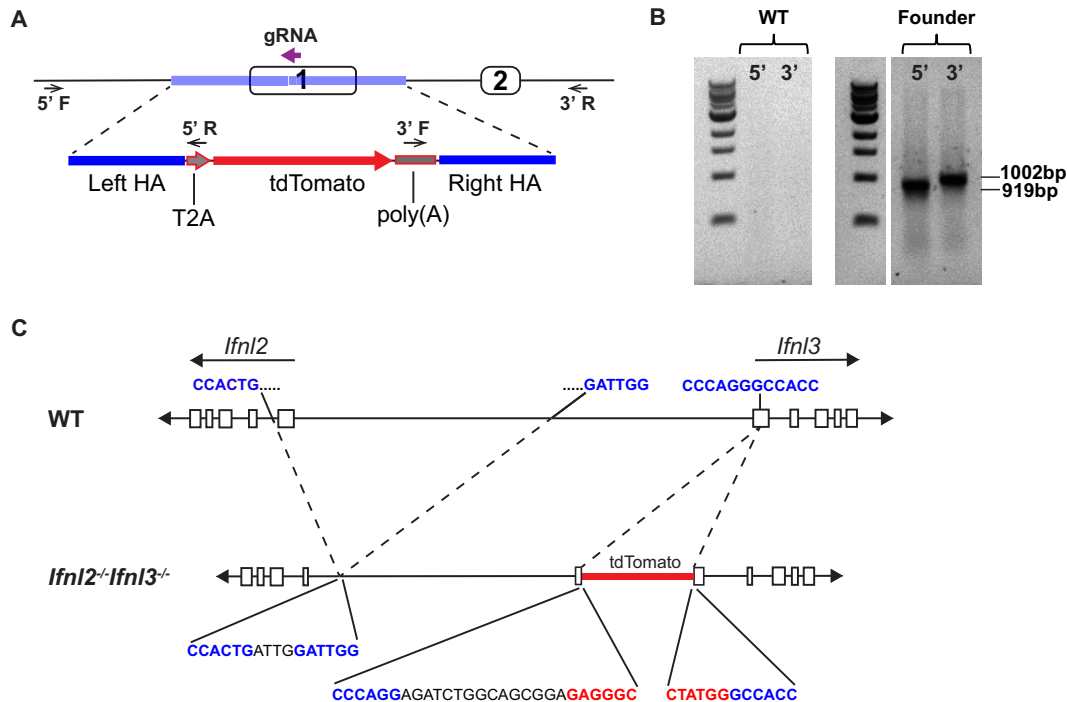 A
gRNA
1
2
5’ F
3’ R
5’ R
3’ F
Left HA
tdTomato
Right HA
T2A
poly(A)
B
WT
Founder
5’ 3’
5’ 3’
1002bp
919bp
C
Ifnl2
Ifnl3
CCACTG.....
.....GATTGG
CCCAGGGCCACC
WT
tdTomato
Ifnl2-/-Ifnl3-/-
CCACTGATTGGATTGG
CCCAGGAGATCTGGCAGCGGAGAGGGC
CTATGGGCCACC